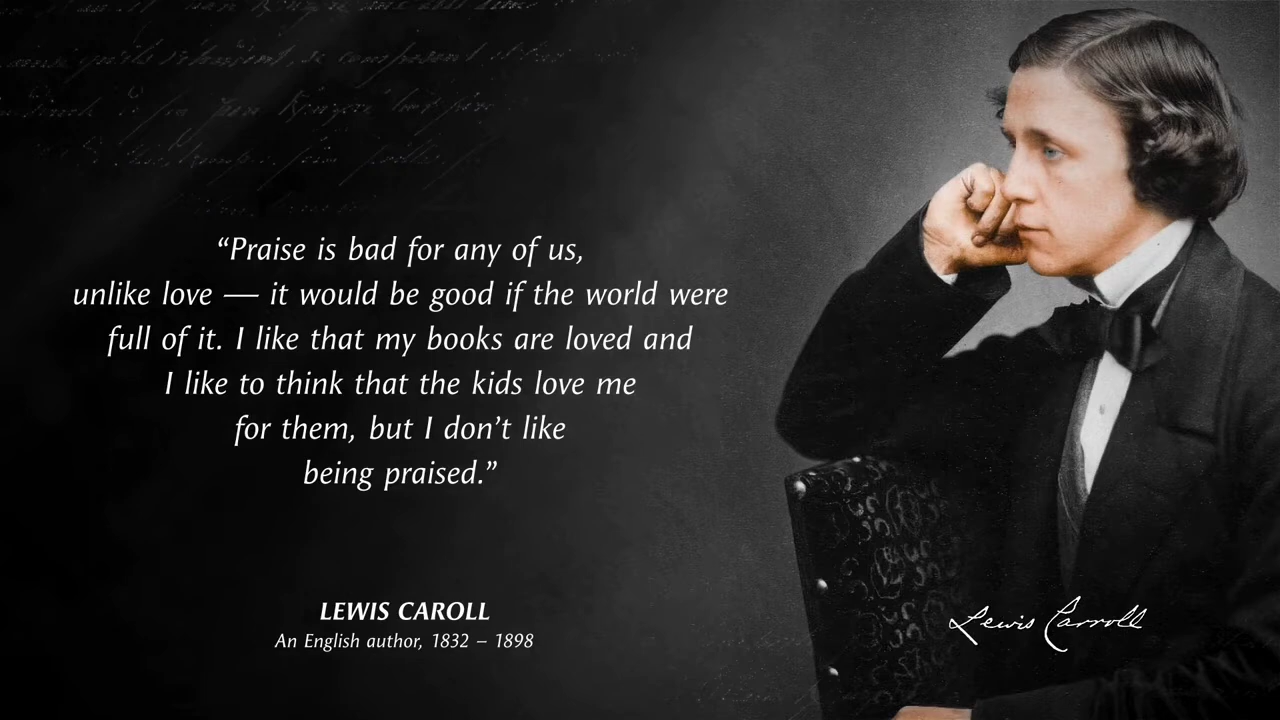 “Praise is bad for any of us,
unlike love — it would be good if the world were
full of it. I like that my books are loved and
I like to think that the kids love me
for them, but I don’t like
being praised.”
LEWIS CAROLL
An English author, 1832 – 1898
Lewis Carroll